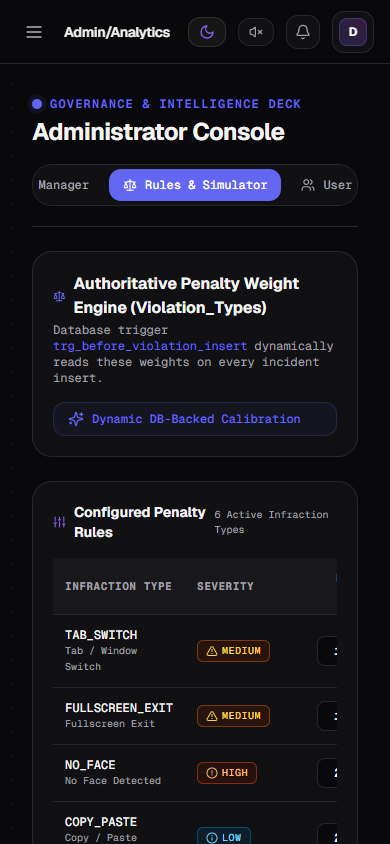 Admin/Analytics
D
GOVERNANCE & INTELLIGENCE DECK
Administrator Console
Manager
Rules & Simulator
User
Authoritative Penalty Weight
Engine (Violation_Types)
Database trigger
trg_before_violation_insert dynamically
reads these weights on every incident
insert.
Dynamic DB-Backed Calibration
Configured Penalty
Rules
6 Active Infraction
Types
INFRACTION TYPE SEVERITY
TAB_SWITCH
Tab / Window
Switch
MEDIUM
FULLSCREEN_EXIT
Fullscreen Exit
MEDIUM
NO_FACE
No Face Detected
HIGH
COPY_PASTE
Copy / Paste
LOW